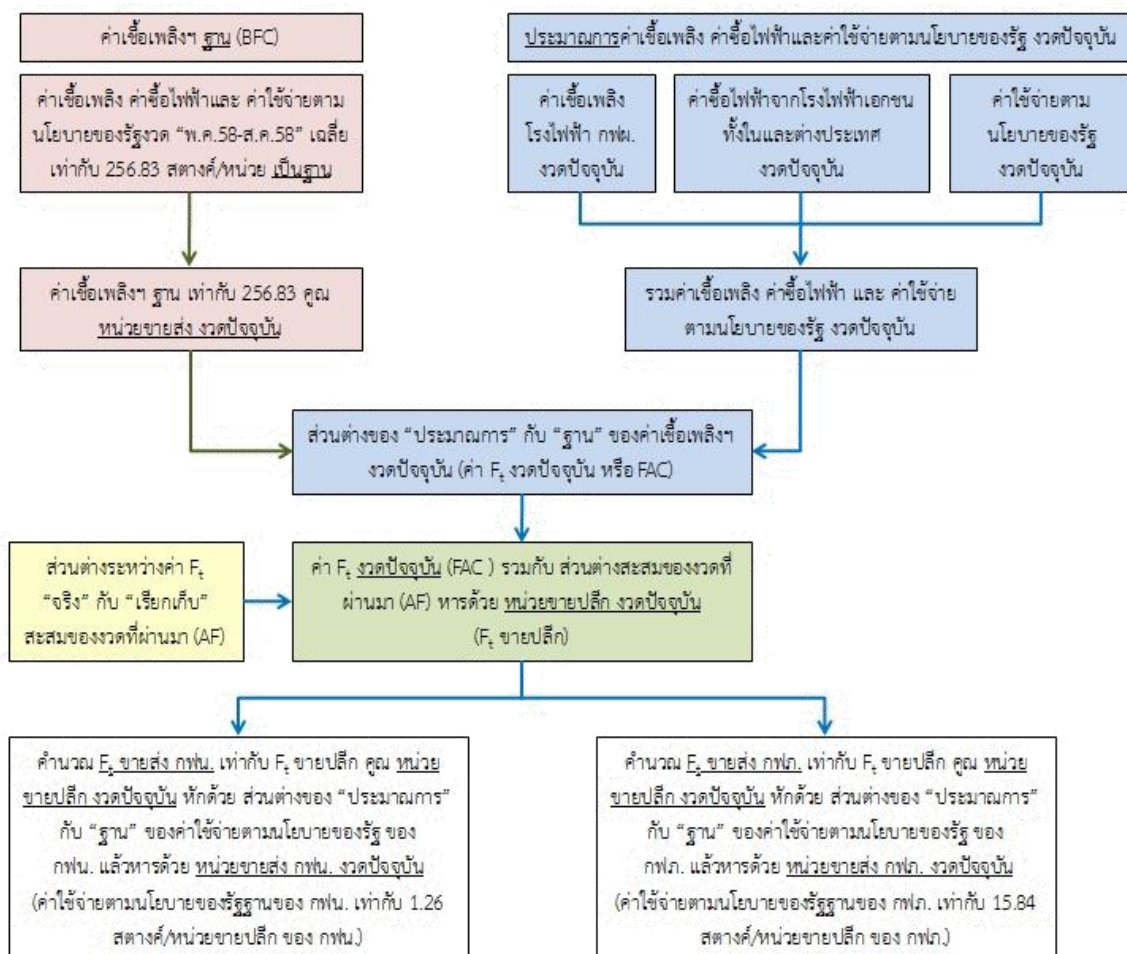 ค่าเชื้อเพลิงฯ ฐาน (BFC)
ค่าเชื้อเพลิง ค่าซื้อไฟฟ้าและ ค่าใช้จ่ายตาม
นโยบายของรัฐงวด “พ.ค.58-ส.ค.58” เฉลี่ย
เท่ากับ 256.83 สตางค์/หน่วย เป็นฐาน
ค่าเชื้อเพลิงฯ ฐาน เท่ากับ 256.83 คูณ
หน่วยขายส่ง งวดปัจจุบัน
ประมาณการค่าเชื้อเพลิง ค่าซื้อไฟฟ้าและค่าใช้จ่ายตามนโยบายของรัฐ งวดปัจจุบัน
ค่าเชื้อเพลิง
โรงไฟฟ้า กฟผ.
งวดปัจจุบัน
ค่าซื้อไฟฟ้าจากโรงไฟฟ้าเอกชน
ทั้งในและต่างประเทศ
งวดปัจจุบัน
ค่าใช้จ่ายตาม
นโยบายของรัฐ
งวดปัจจุบัน
รวมค่าเชื้อเพลิง ค่าซื้อไฟฟ้า และ ค่าใช้จ่าย
ตามนโยบายของรัฐ งวดปัจจุบัน
ส่วนต่างของ “ประมาณการ” กับ “ฐาน” ของค่าเชื้อเพลิงฯ
งวดปัจจุบัน (ค่า Fₜ งวดปัจจุบัน หรือ FAC)
ส่วนต่างระหว่างค่า Fₜ
“จริง” กับ “เรียกเก็บ”
สะสมของงวดที่ผ่านมา (AF)
ค่า Fₜ งวดปัจจุบัน (FAC ) รวมกับ ส่วนต่างสะสมของงวดที่
ผ่านมา (AF) หารด้วย หน่วยขายปลีก งวดปัจจุบัน
(Fₜ ขายปลีก)
คำนวณ Fₜ ขายส่ง กฟน. เท่ากับ Fₜ ขายปลีก คูณ หน่วย
ขายปลีก งวดปัจจุบัน หักด้วย ส่วนต่างของ “ประมาณการ”
กับ “ฐาน” ของค่าใช้จ่ายตามนโยบายของรัฐ ของ
กฟน. แล้วหารด้วย หน่วยขายส่ง กฟน. งวดปัจจุบัน
(ค่าใช้จ่ายตามนโยบายของรัฐฐานของ กฟน. เท่ากับ 1.26
สตางค์/หน่วยขายปลีก ของ กฟน.)
คำนวณ Fₜ ขายส่ง กฟภ. เท่ากับ Fₜ ขายปลีก คูณ หน่วย
ขายปลีก งวดปัจจุบัน หักด้วย ส่วนต่างของ “ประมาณการ”
กับ “ฐาน” ของค่าใช้จ่ายตามนโยบายของรัฐ ของ
กฟภ. แล้วหารด้วย หน่วยขายส่ง กฟภ. งวดปัจจุบัน
(ค่าใช้จ่ายตามนโยบายของรัฐฐานของ กฟภ. เท่ากับ 15.84
สตางค์/หน่วยขายปลีก ของ กฟภ.)